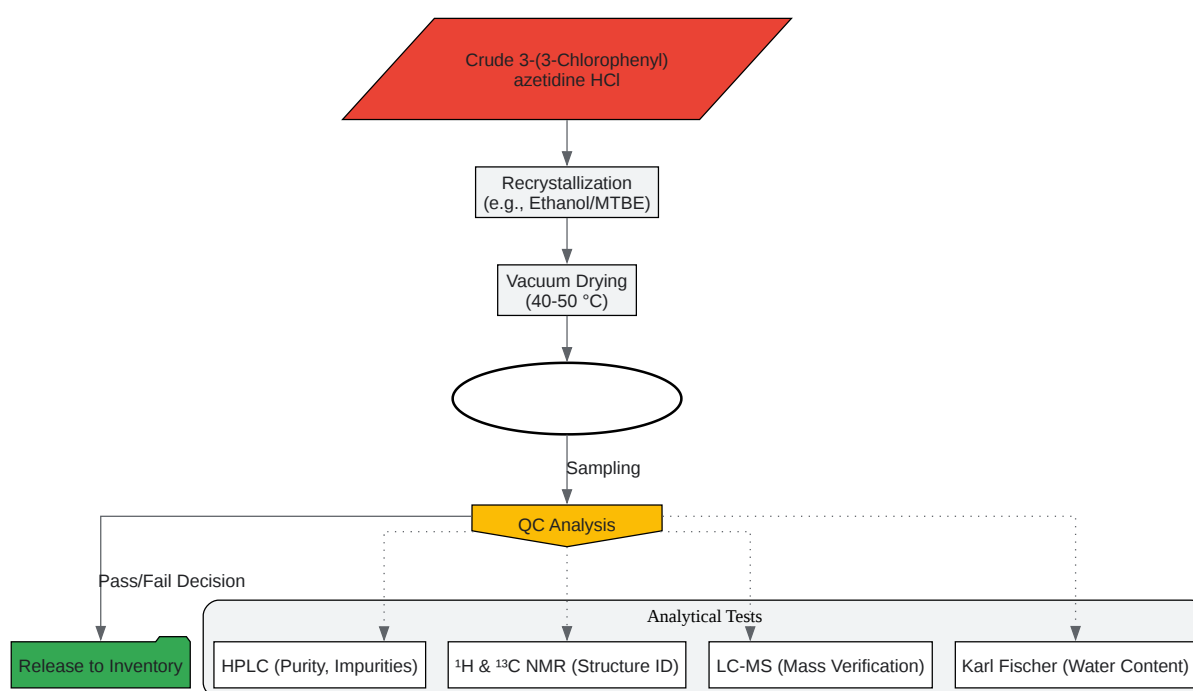 Crude 3-(3-Chlorophenyl)
azetidine HCl
Recrystallization
(e.g., Ethanol/MTBE)
Vacuum Drying
(40-50 °C)
Sampling
QC Analysis
Pass/Fail Decision
Analytical Tests
Release to Inventory
HPLC (Purity, Impurities)
¹H & ¹³C NMR (Structure ID)
LC-MS (Mass Verification)
Karl Fischer (Water Content)